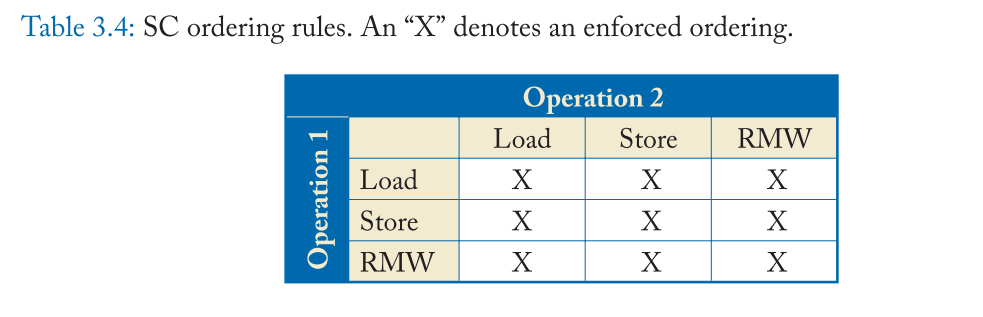 Table 3.4: SC ordering rules. An “X” denotes an enforced ordering.
Operation 2
Operation 1
Load Store RMW
Load X X X
Store X X X
RMW X X X